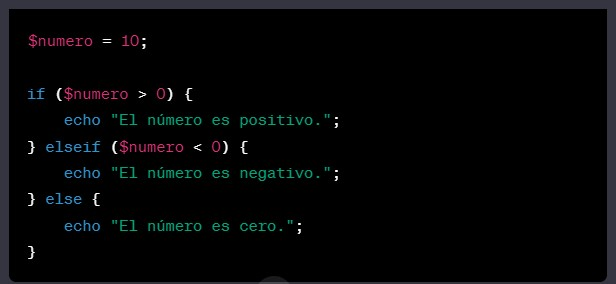 $numero = 10;
if ($numero > 0) {
echo "El número es positivo.";
} elseif ($numero < 0) {
echo "El número es negativo.";
} else {
echo "El número es cero.";
}